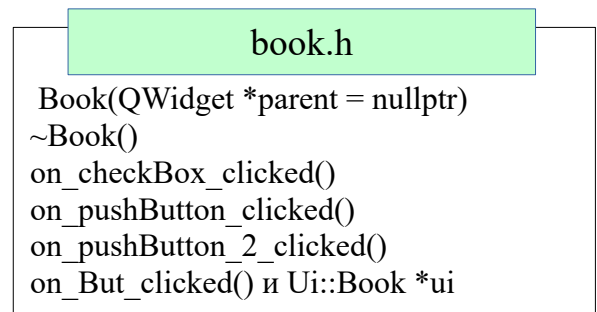 book.h
Book(QWidget *parent = nullptr)
~Book()
on_checkBox_clicked()
on_pushButton_clicked()
on_pushButton_2_clicked()
on_But_clicked() и Ui::Book *ui